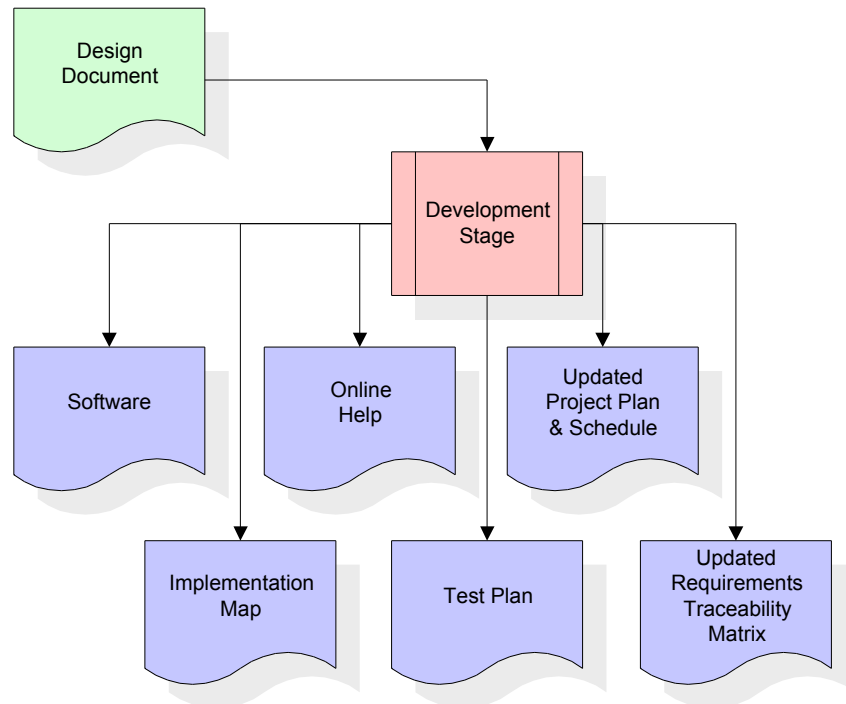 Design
Document
Development
Stage
Software
Online
Help
Updated
Project Plan
& Schedule
Implementation
Map
Test Plan
Updated
Requirements
Traceability
Matrix